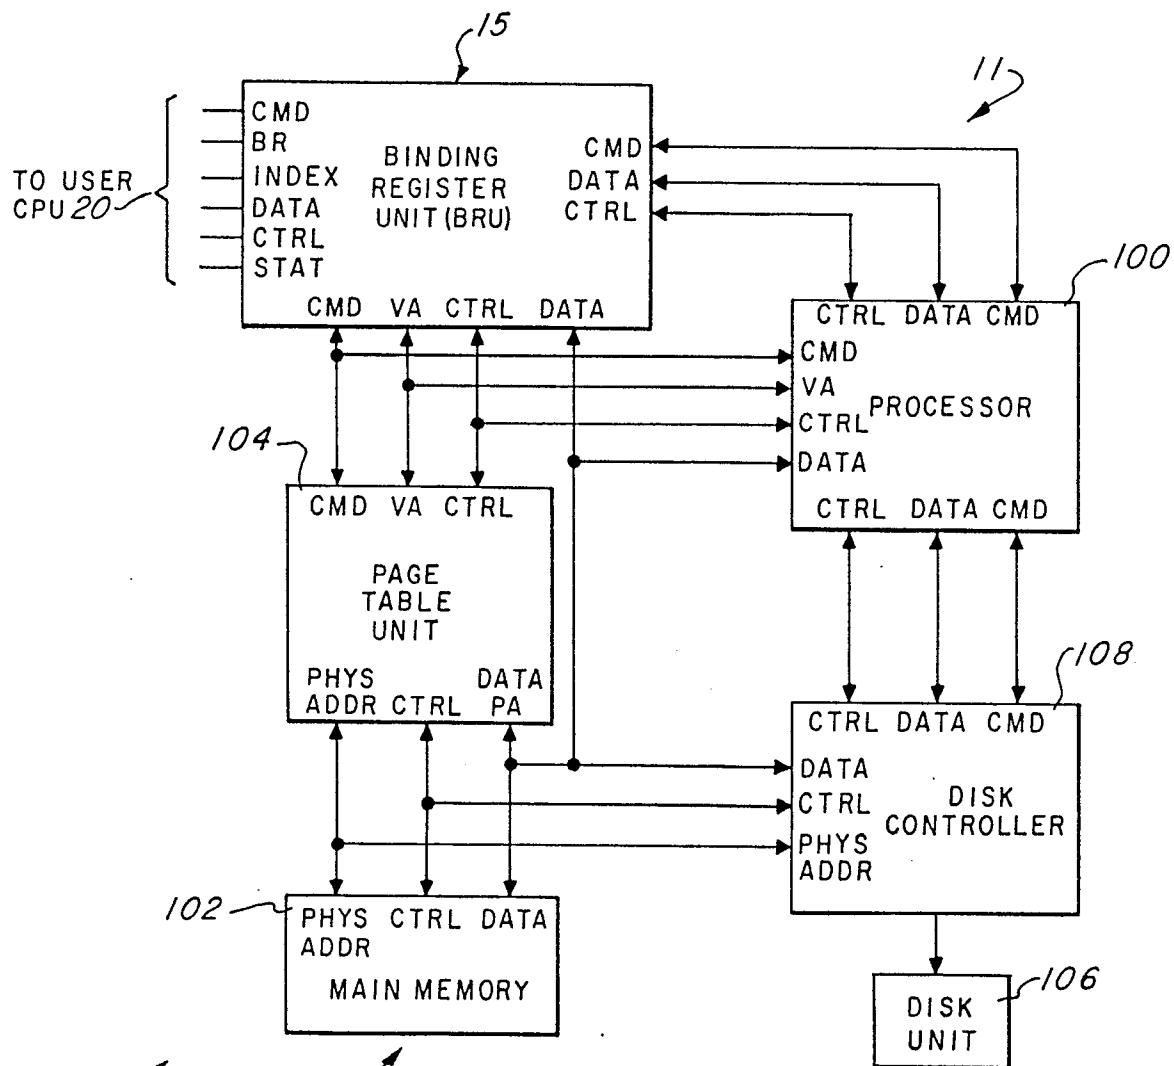 15
11
CMD
BR
INDEX
DATA
CTRL
STAT
TO USER
CPU 20
BINDING
REGISTER
UNIT (BRU)
CMD
DATA
CTRL
CMD VA CTRL DATA
100
CTRL DATA CMD
CMD
VA
CTRL
DATA
PROCESSOR
CTRL DATA CMD
104
CMD VA CTRL
PAGE
TABLE
UNIT
PHYS DATA
ADDR CTRL PA
108
CTRL DATA CMD
DATA
CTRL
PHYS
ADDR
DISK
CONTROLLER
102
PHYS CTRL DATA
ADDR
MAIN MEMORY
106
DISK
UNIT